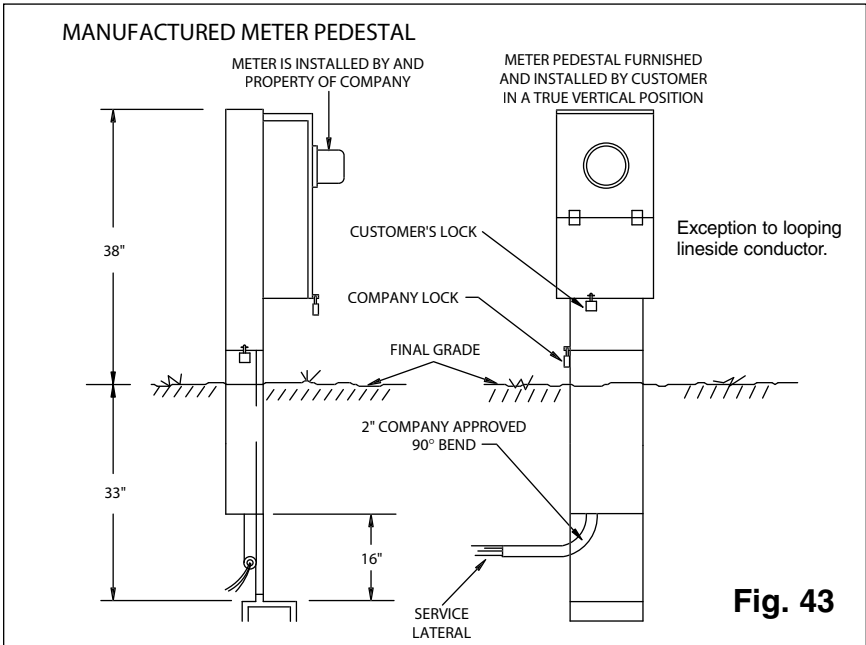 MANUFACTURED METER PEDESTAL
METER IS INSTALLED BY AND
PROPERTY OF COMPANY
METER PEDESTAL FURNISHED
AND INSTALLED BY CUSTOMER
IN A TRUE VERTICAL POSITION
Exception to looping
lineside conductor.
CUSTOMER'S LOCK
38"
COMPANY LOCK
FINAL GRADE
2" COMPANY APPROVED
90° BEND
33"
16"
SERVICE
LATERAL
Fig. 43